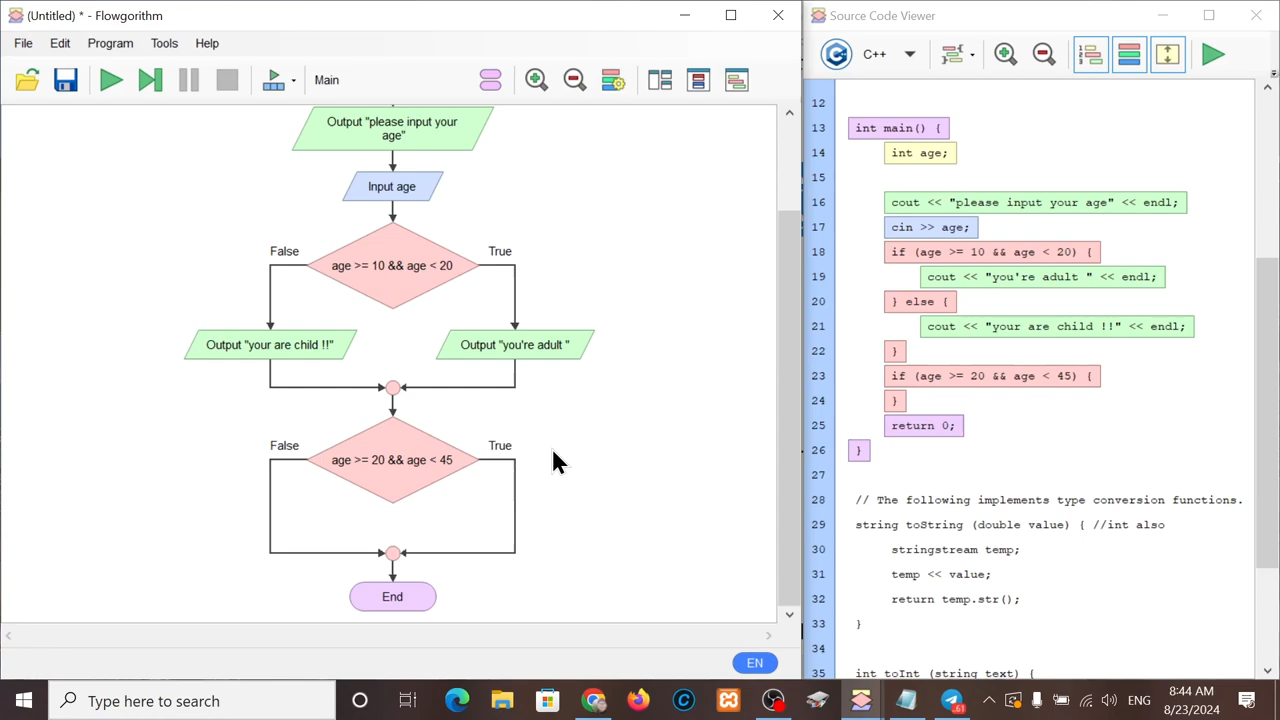 (Untitled) * - Flowgorithm
File Edit Program Tools Help
Main
Output "please input your
age"
Input age
False
True
age >= 10 && age < 20
Output "your are child !!"
Output "you're adult "
False
True
age >= 20 && age < 45
End
EN
Source Code Viewer
C++
12
13 int main() {
14 int age;
15
16 cout << "please input your age" << endl;
17 cin >> age;
18 if (age >= 10 && age < 20) {
19 cout << "you're adult " << endl;
20 } else {
21 cout << "your are child !!" << endl;
22 }
23 if (age >= 20 && age < 45) {
24 }
25 return 0;
26 }
27
28 // The following implements type conversion functions.
29 string toString (double value) { //int also
30 stringstream temp;
31 temp << value;
32 return temp.str();
33 }
34
35 int toInt (string text) {
Type here to search
61
ENG
8:44 AM
8/23/2024